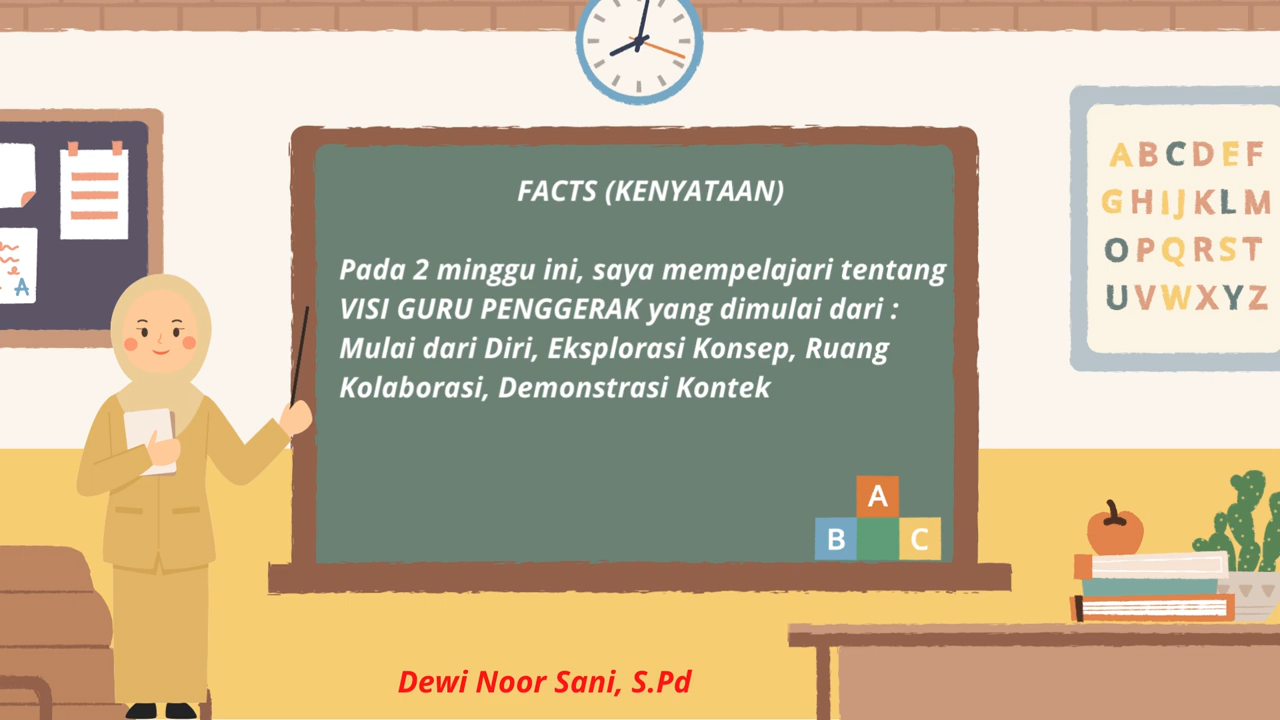 FACTS (KENYATAAN)
Pada 2 minggu ini, saya mempelajari tentang
VISI GURU PENGGERAK yang dimulai dari :
Mulai dari Diri, Eksplorasi Konsep, Ruang
Kolaborasi, Demonstrasi Kontek
A
B C
ABCDEF
GHIJKLM
OPQRST
UVWXYZ
A
Dewi Noor Sani, S.Pd